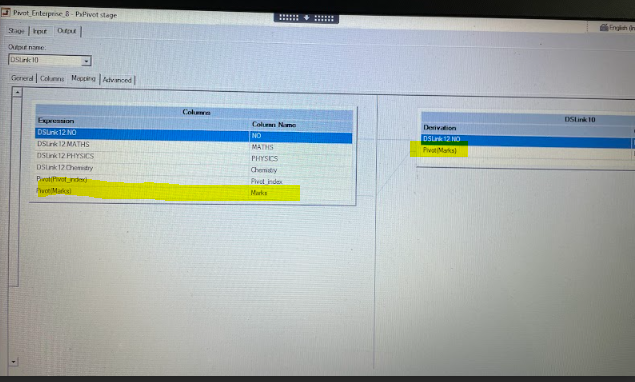 Pivot_Enterprise_8 - PxPivot stage
English (In
Stage Input Output
Output name:
DSLink10
General Columns Mapping Advanced
Columns
Expression Column Name
DSLink12.NO NO
DSLink12.MATHS MATHS
DSLink12.PHYSICS PHYSICS
DSLink12.Chemistry Chemistry
Pivot(Pivot_index) Pivot_index
Pivot(Marks) Marks
DSLink10
Derivation
DSLink12.NO
Pivot(Marks)